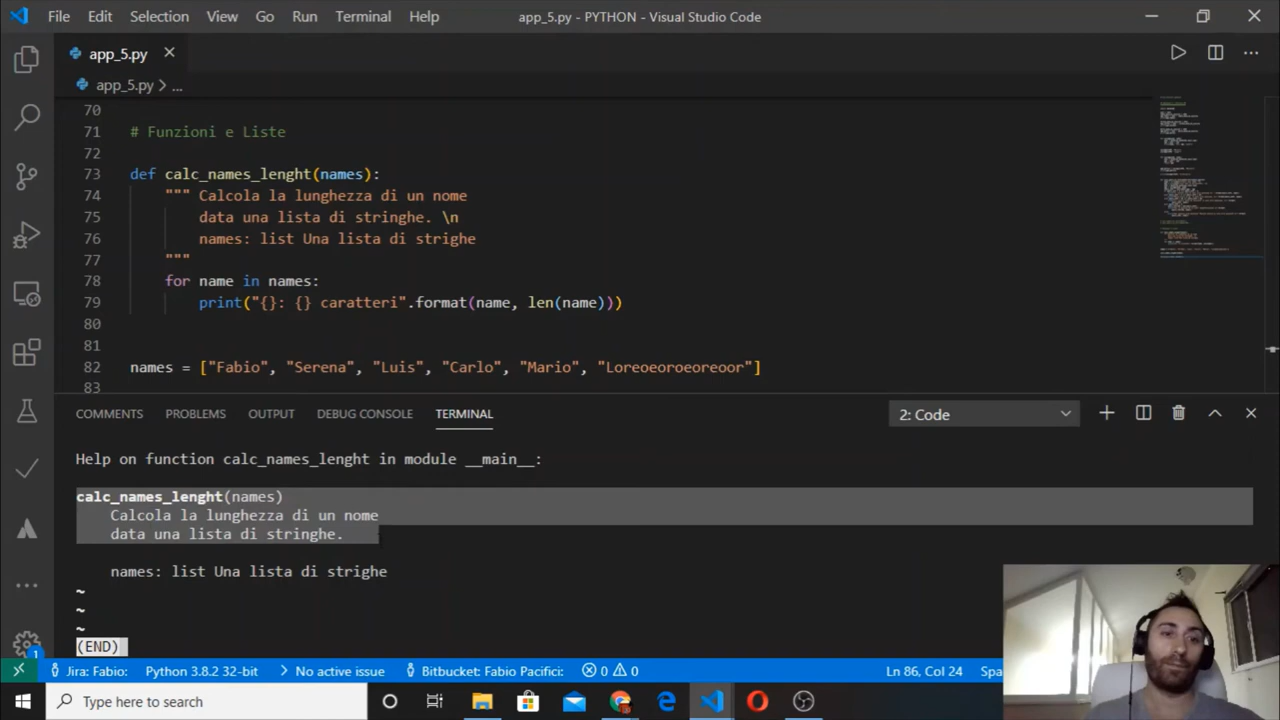 File Edit Selection View Go Run Terminal Help app_5.py - PYTHON - Visual Studio Code
app_5.py
app_5.py > ...
70
71 # Funzioni e Liste
72
73 def calc_names_lenght(names):
74 """ Calcola la lunghezza di un nome
75 data una lista di stringhe. \n
76 names: list Una lista di strighe
77 """
78 for name in names:
79 print("{}: {} caratteri".format(name, len(name)))
80
81
82 names = ["Fabio", "Serena", "Luis", "Carlo", "Mario", "Loreoeoroeoreoor"]
83
COMMENTS PROBLEMS OUTPUT DEBUG CONSOLE TERMINAL 2: Code
Help on function calc_names_lenght in module __main__:
calc_names_lenght(names)
Calcola la lunghezza di un nome
data una lista di stringhe.
names: list Una lista di strighe
~
~
~
(END)
1
Jira: Fabio: Python 3.8.2 32-bit No active issue Bitbucket: Fabio Pacifici: 0 0 Ln 86, Col 24 Spa
Type here to search